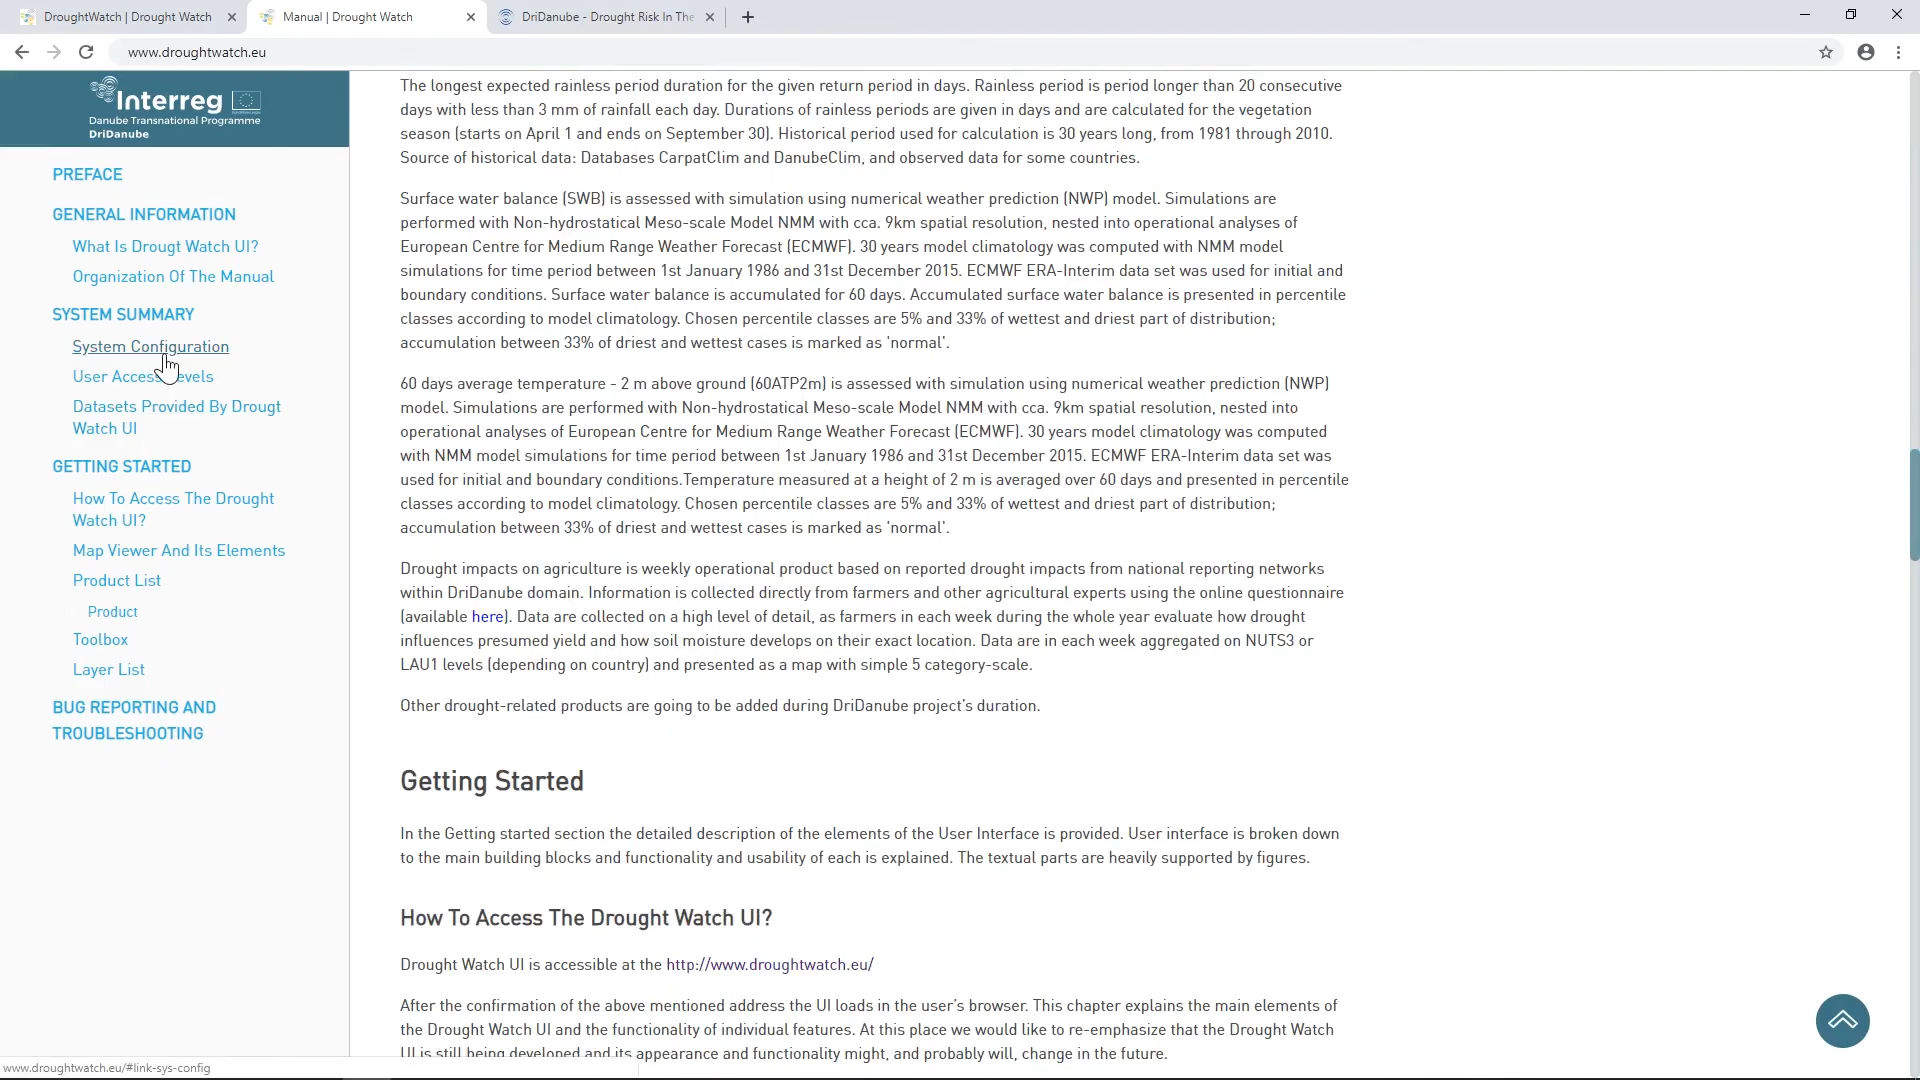 DroughtWatch | Drought Watch
Manual | Drought Watch
DriDanube - Drought Risk In The
www.droughtwatch.eu
Interreg
Danube Transnational Programme
DriDanube
PREFACE
GENERAL INFORMATION
What Is Drougt Watch UI?
Organization Of The Manual
SYSTEM SUMMARY
System Configuration
User Access Levels
Datasets Provided By Drougt
Watch UI
GETTING STARTED
How To Access The Drought
Watch UI?
Map Viewer And Its Elements
Product List
Product
Toolbox
Layer List
BUG REPORTING AND
TROUBLESHOOTING
The longest expected rainless period duration for the given return period in days. Rainless period is period longer than 20 consecutive
days with less than 3 mm of rainfall each day. Durations of rainless periods are given in days and are calculated for the vegetation
season (starts on April 1 and ends on September 30). Historical period used for calculation is 30 years long, from 1981 through 2010.
Source of historical data: Databases CarpatClim and DanubeClim, and observed data for some countries.
Surface water balance (SWB) is assessed with simulation using numerical weather prediction (NWP) model. Simulations are
performed with Non-hydrostatical Meso-scale Model NMM with cca. 9km spatial resolution, nested into operational analyses of
European Centre for Medium Range Weather Forecast (ECMWF). 30 years model climatology was computed with NMM model
simulations for time period between 1st January 1986 and 31st December 2015. ECMWF ERA-Interim data set was used for initial and
boundary conditions. Surface water balance is accumulated for 60 days. Accumulated surface water balance is presented in percentile
classes according to model climatology. Chosen percentile classes are 5% and 33% of wettest and driest part of distribution;
accumulation between 33% of driest and wettest cases is marked as 'normal'.
60 days average temperature - 2 m above ground (60ATP2m) is assessed with simulation using numerical weather prediction (NWP)
model. Simulations are performed with Non-hydrostatical Meso-scale Model NMM with cca. 9km spatial resolution, nested into
operational analyses of European Centre for Medium Range Weather Forecast (ECMWF). 30 years model climatology was computed
with NMM model simulations for time period between 1st January 1986 and 31st December 2015. ECMWF ERA-Interim data set was
used for initial and boundary conditions.Temperature measured at a height of 2 m is averaged over 60 days and presented in percentile
classes according to model climatology. Chosen percentile classes are 5% and 33% of wettest and driest part of distribution;
accumulation between 33% of driest and wettest cases is marked as 'normal'.
Drought impacts on agriculture is weekly operational product based on reported drought impacts from national reporting networks
within DriDanube domain. Information is collected directly from farmers and other agricultural experts using the online questionnaire
(available here). Data are collected on a high level of detail, as farmers in each week during the whole year evaluate how drought
influences presumed yield and how soil moisture develops on their exact location. Data are in each week aggregated on NUTS3 or
LAU1 levels (depending on country) and presented as a map with simple 5 category-scale.
Other drought-related products are going to be added during DriDanube project's duration.
Getting Started
In the Getting started section the detailed description of the elements of the User Interface is provided. User interface is broken down
to the main building blocks and functionality and usability of each is explained. The textual parts are heavily supported by figures.
How To Access The Drought Watch UI?
Drought Watch UI is accessible at the http://www.droughtwatch.eu/
After the confirmation of the above mentioned address the UI loads in the user's browser. This chapter explains the main elements of
the Drought Watch UI and the functionality of individual features. At this place we would like to re-emphasize that the Drought Watch
UI is still being developed and its appearance and functionality might, and probably will, change in the future.
www.droughtwatch.eu/#link-sys-config